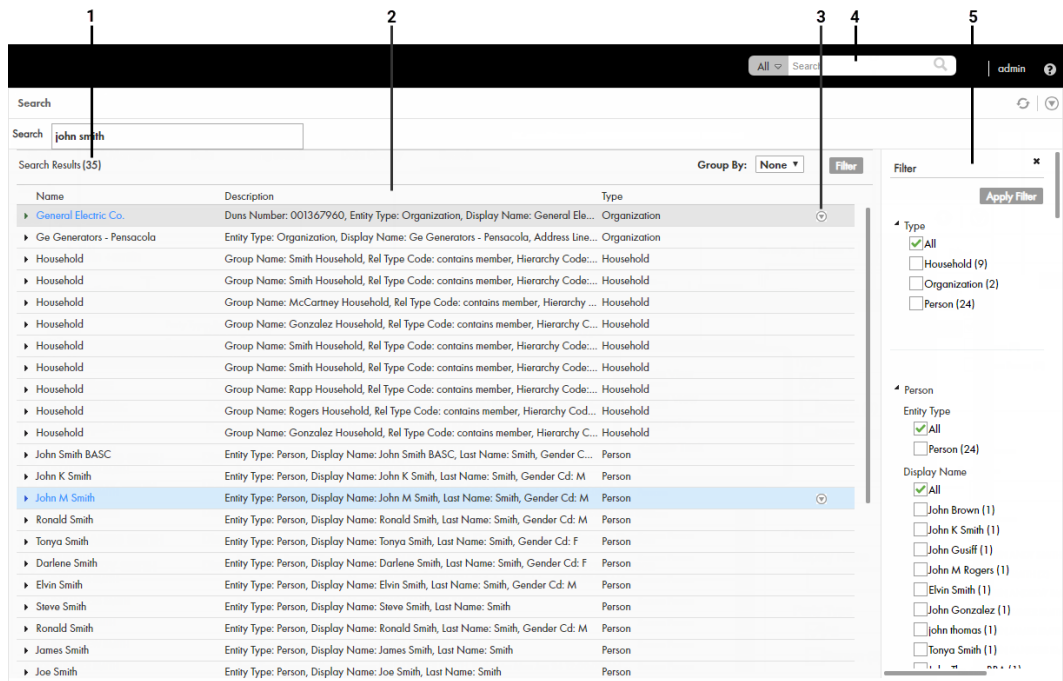 1 2 3 4 5
All Search
admin ?
Search
Search john smith
Search Results (35) Group By: None Filter
Name Description Type
General Electric Co. Duns Number: 001367960, Entity Type: Organization, Display Name: General Ele... Organization
Ge Generators - Pensacola Entity Type: Organization, Display Name: Ge Generators - Pensacola, Address Line... Organization
Household Group Name: Smith Household, Rel Type Code: contains member, Hierarchy Code:... Household
Household Group Name: Smith Household, Rel Type Code: contains member, Hierarchy Code:... Household
Household Group Name: McCartney Household, Rel Type Code: contains member, Hierarchy ... Household
Household Group Name: Gonzalez Household, Rel Type Code: contains member, Hierarchy C... Household
Household Group Name: Smith Household, Rel Type Code: contains member, Hierarchy Code:... Household
Household Group Name: Smith Household, Rel Type Code: contains member, Hierarchy Code:... Household
Household Group Name: Rapp Household, Rel Type Code: contains member, Hierarchy Code:... Household
Household Group Name: Rogers Household, Rel Type Code: contains member, Hierarchy Cod... Household
Household Group Name: Gonzalez Household, Rel Type Code: contains member, Hierarchy C... Household
John Smith BASC Entity Type: Person, Display Name: John Smith BASC, Last Name: Smith, Gender C... Person
John K Smith Entity Type: Person, Display Name: John K Smith, Last Name: Smith, Gender Cd: M Person
John M Smith Entity Type: Person, Display Name: John M Smith, Last Name: Smith, Gender Cd: M Person
Ronald Smith Entity Type: Person, Display Name: Ronald Smith, Last Name: Smith, Gender Cd: M Person
Tonya Smith Entity Type: Person, Display Name: Tonya Smith, Last Name: Smith, Gender Cd: F Person
Darlene Smith Entity Type: Person, Display Name: Darlene Smith, Last Name: Smith, Gender Cd: F Person
Elvin Smith Entity Type: Person, Display Name: Elvin Smith, Last Name: Smith, Gender Cd: M Person
Steve Smith Entity Type: Person, Display Name: Steve Smith, Last Name: Smith Person
Ronald Smith Entity Type: Person, Display Name: Ronald Smith, Last Name: Smith, Gender Cd: M Person
James Smith Entity Type: Person, Display Name: James Smith, Last Name: Smith Person
Joe Smith Entity Type: Person, Display Name: Joe Smith, Last Name: Smith Person
Filter
Apply Filter
Type
All
Household (9)
Organization (2)
Person (24)
Person
Entity Type
All
Person (24)
Display Name
All
John Brown (1)
John K Smith (1)
John Gusiff (1)
John M Rogers (1)
Elvin Smith (1)
John Gonzalez (1)
john thomas (1)
Tonya Smith (1)